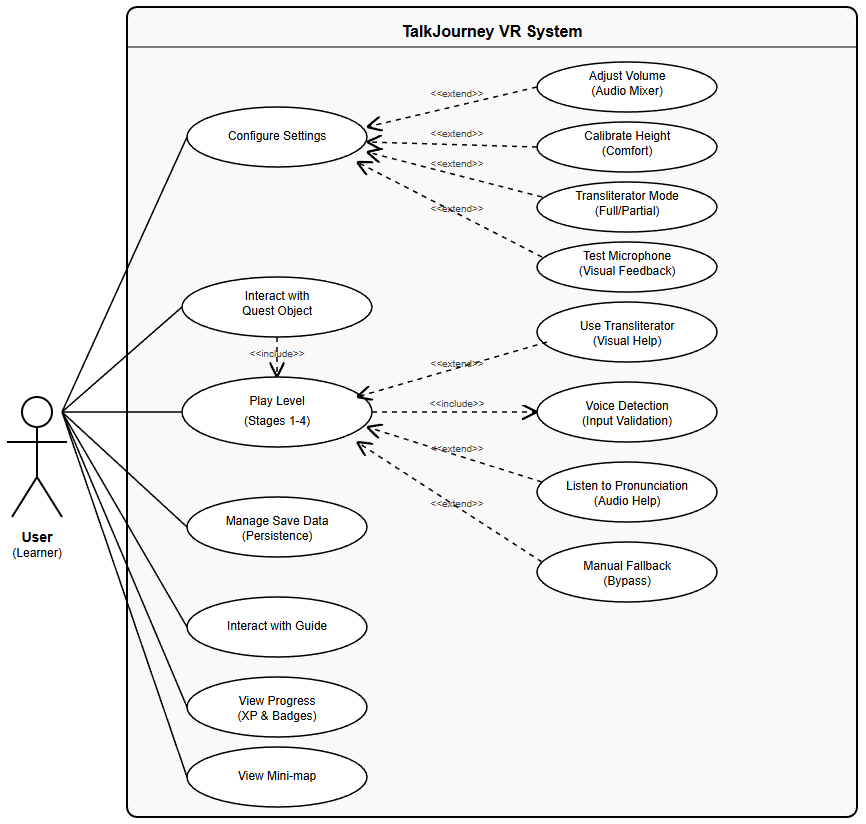 TalkJourney VR System
Adjust Volume
(Audio Mixer)
<<extend>>
Configure Settings
<<extend>>
Calibrate Height
(Comfort)
<<extend>>
Transliterator Mode
(Full/Partial)
<<extend>>
Test Microphone
(Visual Feedback)
Interact with
Quest Object
<<include>>
Use Transliterator
(Visual Help)
<<extend>>
Play Level
(Stages 1-4)
<<include>>
Voice Detection
(Input Validation)
<<extend>>
Listen to Pronunciation
(Audio Help)
<<extend>>
Manage Save Data
(Persistence)
User
(Learner)
Manual Fallback
(Bypass)
Interact with Guide
View Progress
(XP & Badges)
View Mini-map